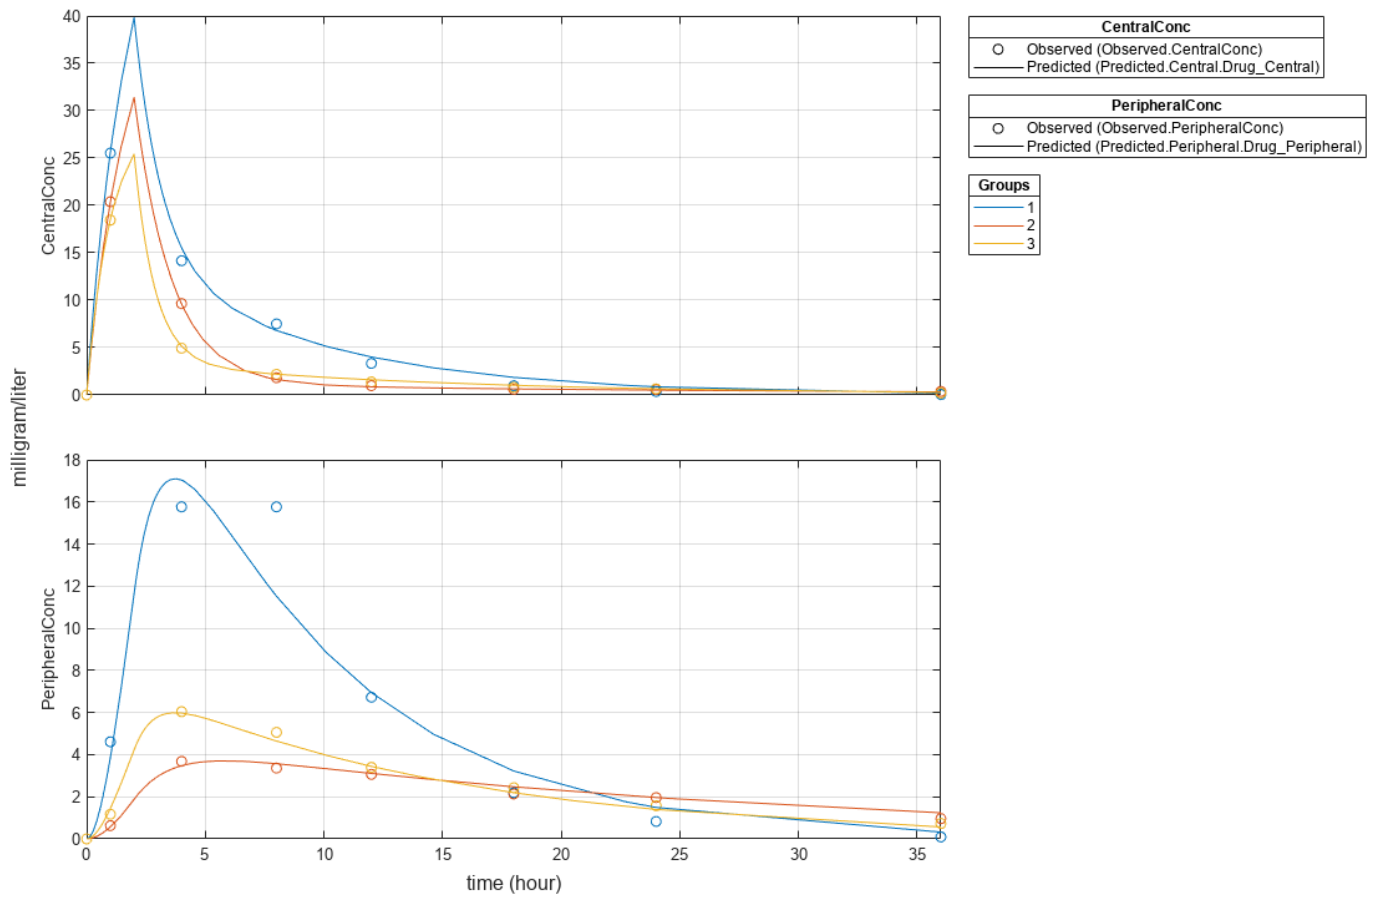 40
35
30
25
20
15
10
5
0
CentralConc
milligram/liter
18
16
14
12
10
8
6
4
2
0
PeripheralConc
0 5 10 15 20 25 30 35
time (hour)
CentralConc
Observed (Observed.CentralConc)
Predicted (Predicted.Central.Drug_Central)
PeripheralConc
Observed (Observed.PeripheralConc)
Predicted (Predicted.Peripheral.Drug_Peripheral)
Groups
1
2
3